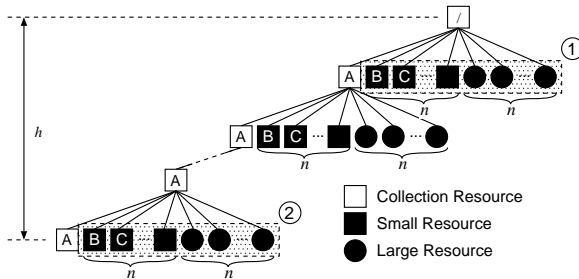 /
1
A B C ... ...
h
n n
A B C ... ...
n n
A
2
A B C ... ...
n n
Collection Resource
Small Resource
Large Resource